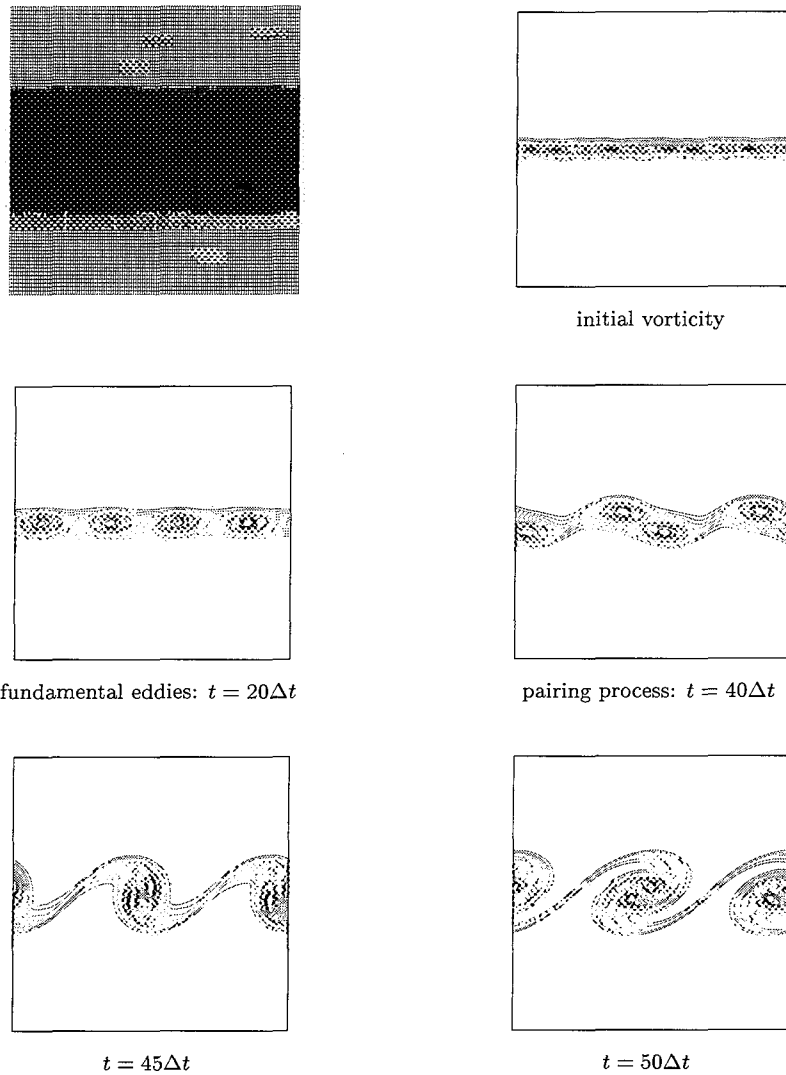 initial vorticity
fundamental eddies: t = 20Δt
pairing process: t = 40Δt
t = 45Δt
t = 50Δt